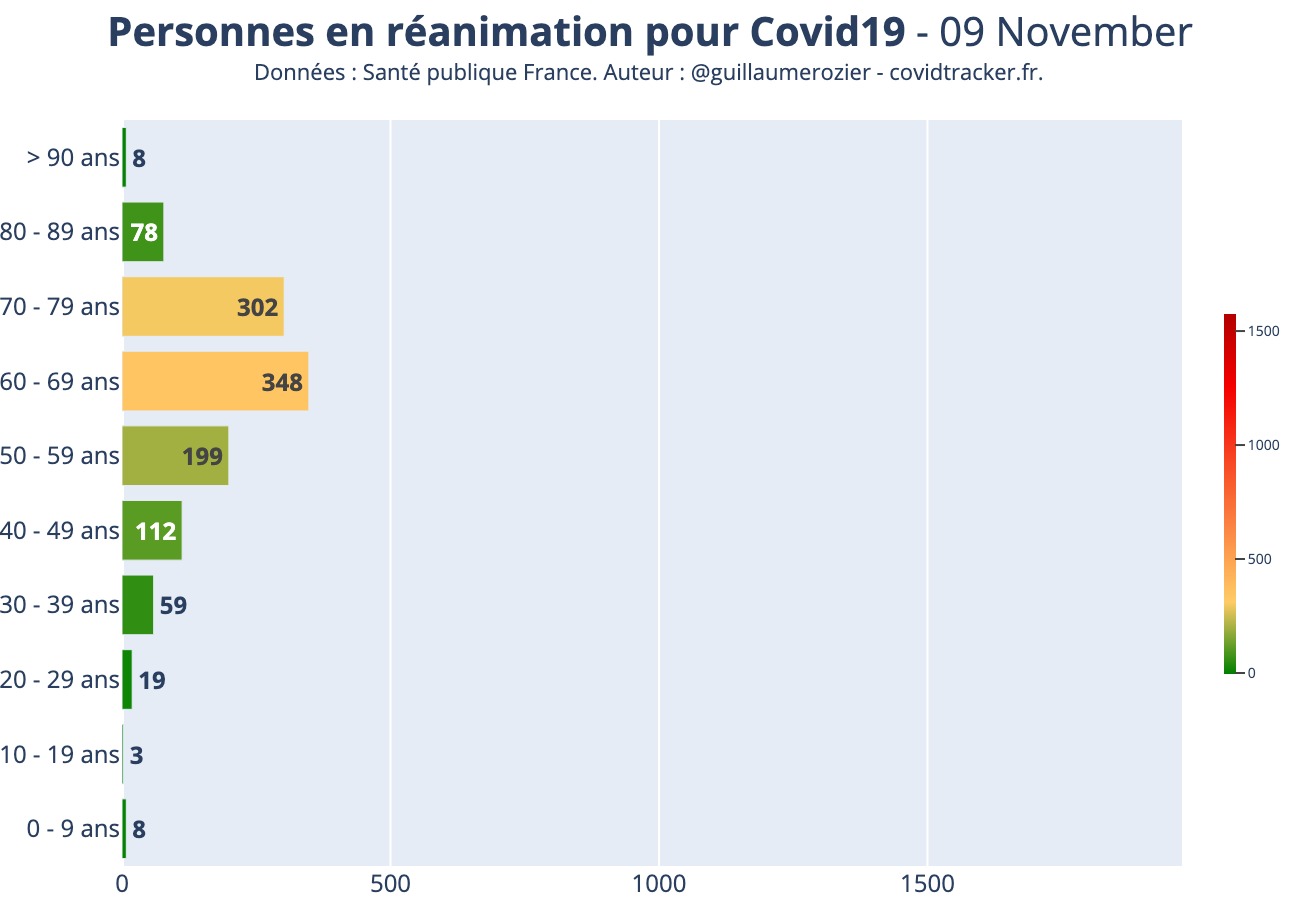 Personnes en réanimation pour Covid19 - 09 November
Données : Santé publique France. Auteur : @guillaumerozier - covidtracker.fr.
> 90 ans 8
80 - 89 ans 78
70 - 79 ans 302
60 - 69 ans 348
50 - 59 ans 199
40 - 49 ans 112
30 - 39 ans 59
20 - 29 ans 19
10 - 19 ans 3
0 - 9 ans 8
0 500 1000 1500
1500
1000
500
0